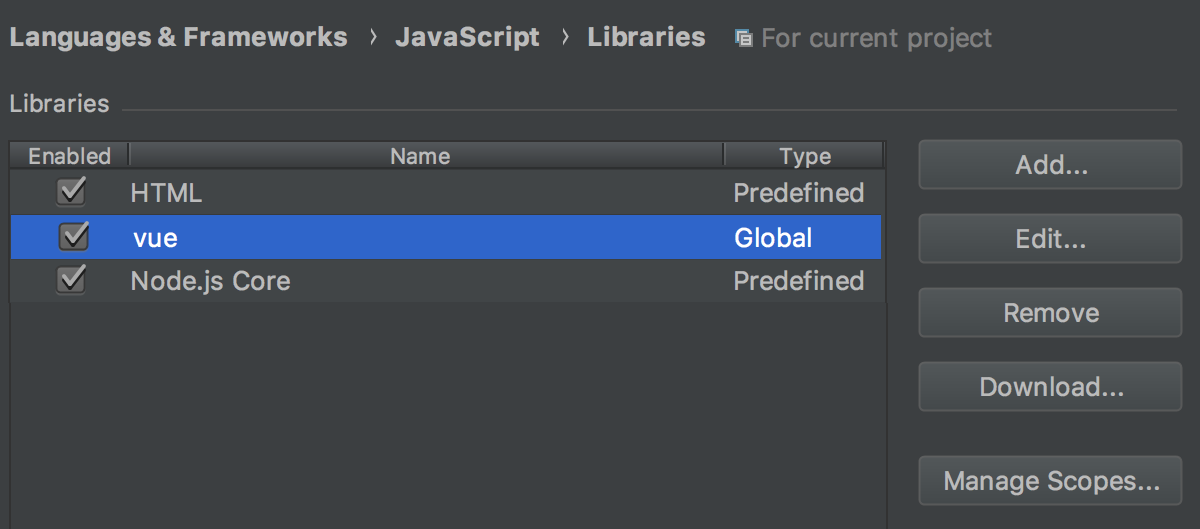 Languages & Frameworks › JavaScript › Libraries For current project
Libraries
Enabled Name Type
HTML Predefined
vue Global
Node.js Core Predefined
Add...
Edit...
Remove
Download...
Manage Scopes...